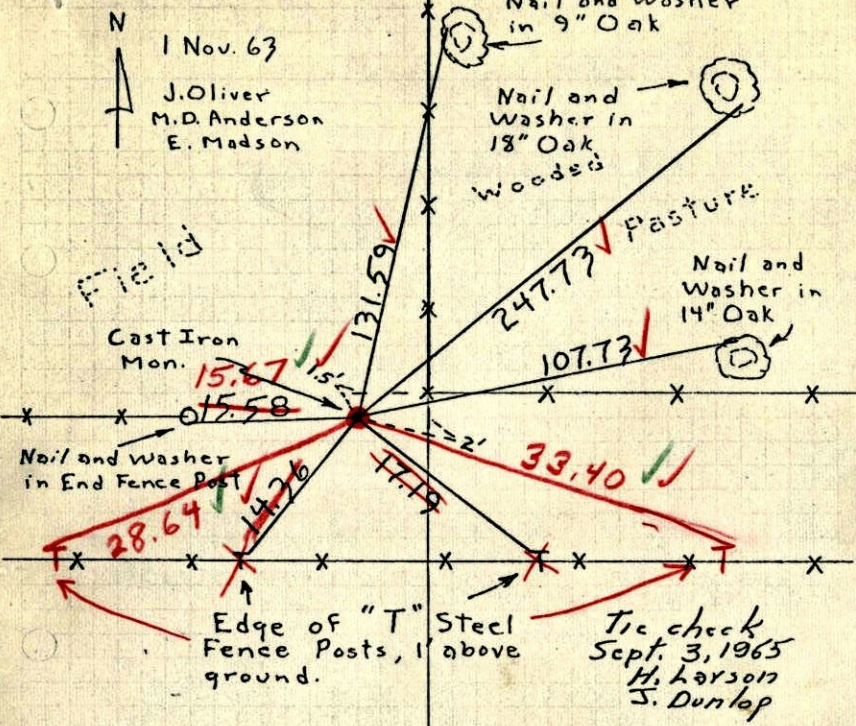 N
1 Nov. 63
J. Oliver
M.D. Anderson
E. Madson
Nail and Washer
in 9" Oak
Nail and
Washer in
18" Oak
Wooded
Pasture
Field
131.59
247.73
Nail and
Washer in
14" Oak
107.73
Cast Iron
Mon.
15.67
1.5'
15.58
2'
Nail and Washer
in End Fence Post
28.64
14.26
17.19
33.40
T
T
T
Edge of "T" Steel
Fence Posts, 1' above
ground.
Tie check
Sept. 3, 1965
H. Larson
J. Dunlop